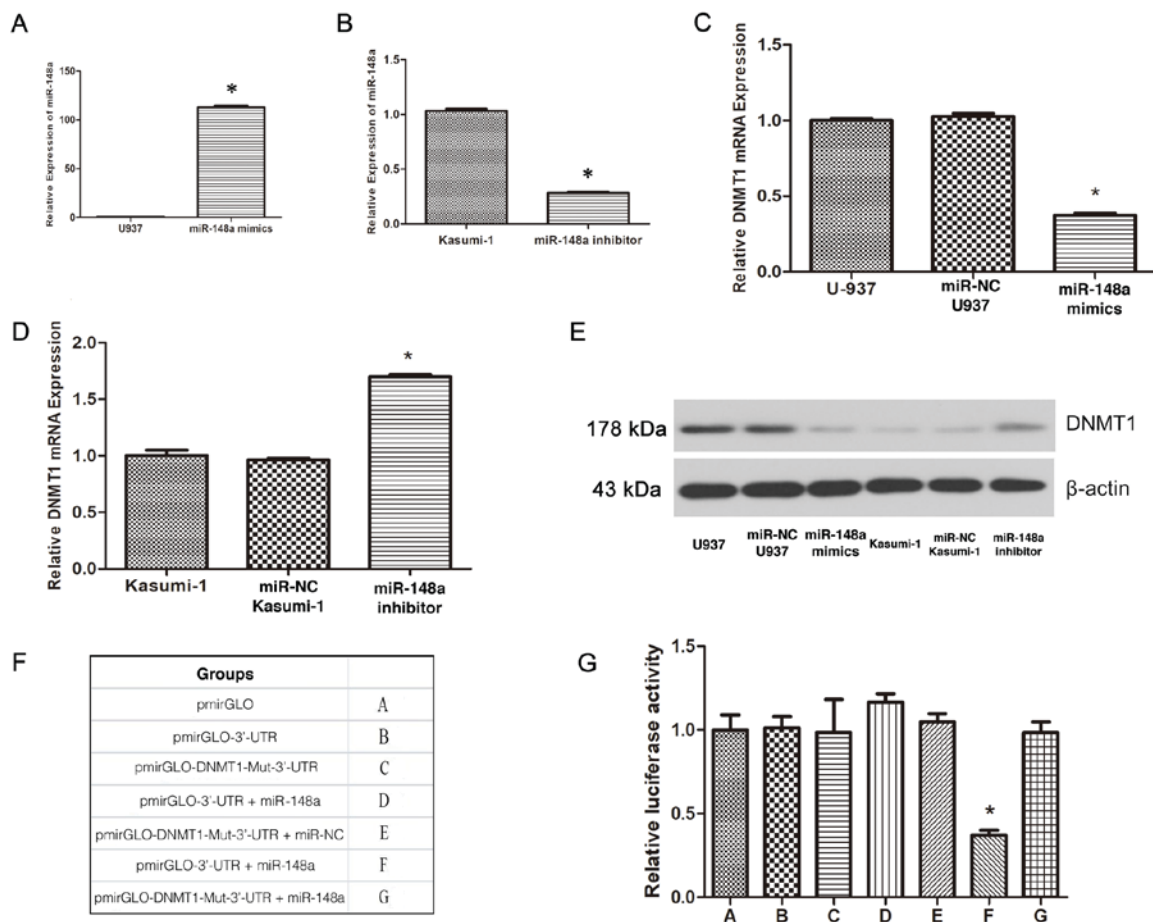 A
Relative Expression of miR-148a
150
100
50
0
*
U937
miR-148a mimics
B
Relative Expression of miR-148a
1.5
1.0
0.5
0.0
*
Kasumi-1
miR-148a inhibitor
C
Relative DNMT1 mRNA Expression
1.5
1.0
0.5
0.0
*
U-937
miR-NC
U937
miR-148a
mimics
D
Relative DNMT1 mRNA Expression
2.0
1.5
1.0
0.5
0.0
*
Kasumi-1
miR-NC
Kasumi-1
miR-148a
inhibitor
E
178 kDa
DNMT1
43 kDa
β-actin
U937
miR-NC
U937
miR-148a
mimics
Kasumi-1
miR-NC
Kasumi-1
miR-148a
inhibitor
F
Groups
pmirGLO A
pmirGLO-3'-UTR B
pmirGLO-DNMT1-Mut-3'-UTR C
pmirGLO-3'-UTR + miR-148a D
pmirGLO-DNMT1-Mut-3'-UTR + miR-NC E
pmirGLO-3'-UTR + miR-148a F
pmirGLO-DNMT1-Mut-3'-UTR + miR-148a G
G
Relative luciferase activity
1.5
1.0
0.5
0.0
*
A B C D E F G